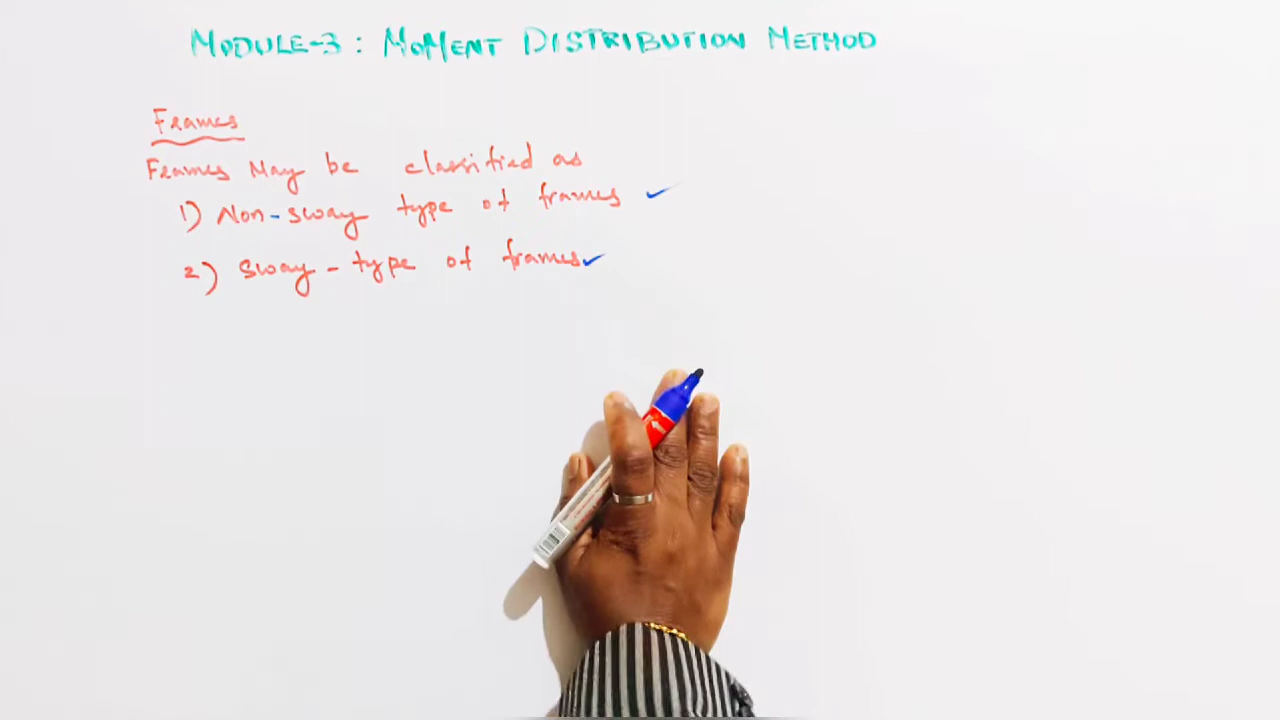 MODULE-3 : MOMENT DISTRIBUTION METHOD
Frames
Frames May be classified as
1) Non-sway type of frames ✓
2) Sway-type of frames ✓